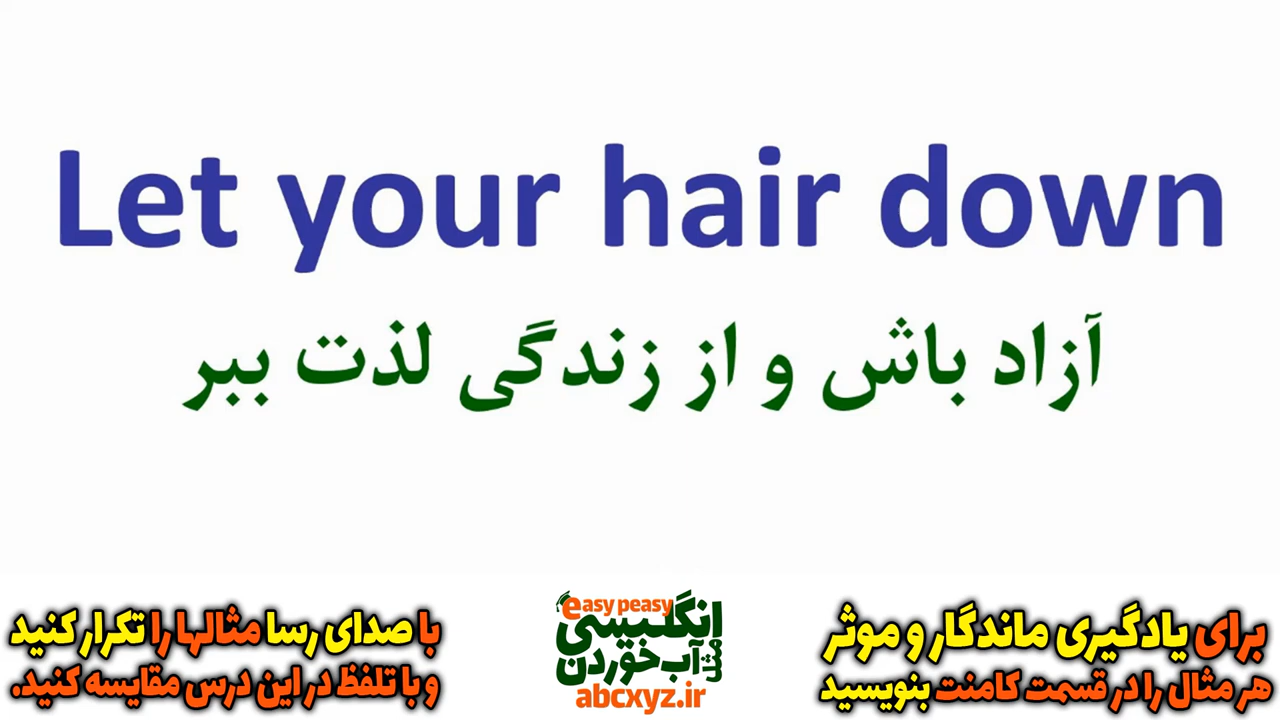 Let your hair down
آزاد باش و از زندگی لذت ببر
برای یادگیری ماندگار و موثر
هر مثال را در قسمت کامنت بنویسید
easy peasy
انگلیسی
مثل آب خوردن
abcxyz.ir
با صدای رسا مثالها را تکرار کنید
و با تلفظ در این درس مقایسه کنید.